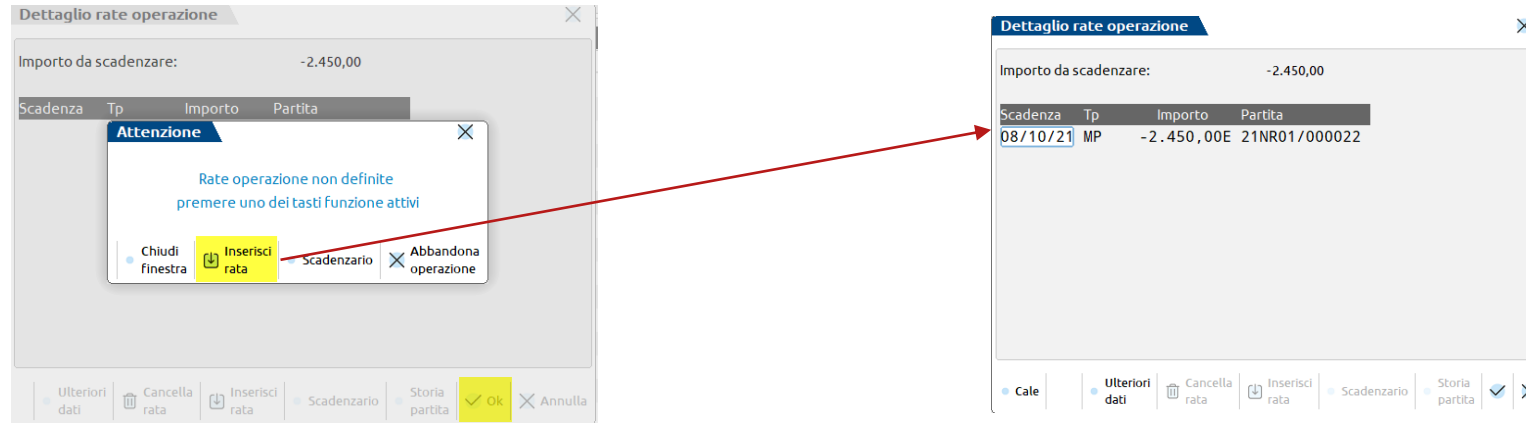 Dettaglio rate operazione
Importo da scadenzare: -2.450,00
Scadenza Tp Importo Partita
Attenzione
Rate operazione non definite
premere uno dei tasti funzione attivi
Chiudi finestra
Inserisci rata
Scadenzario
Abbandona operazione
Ulteriori dati
Cancella rata
Inserisci rata
Scadenzario
Storia partita
Ok
Annulla
Dettaglio rate operazione
Importo da scadenzare: -2.450,00
Scadenza Tp Importo Partita
08/10/21 MP -2.450,00E 21NR01/000022
Cale
Ulteriori dati
Cancella rata
Inserisci rata
Scadenzario
Storia partita